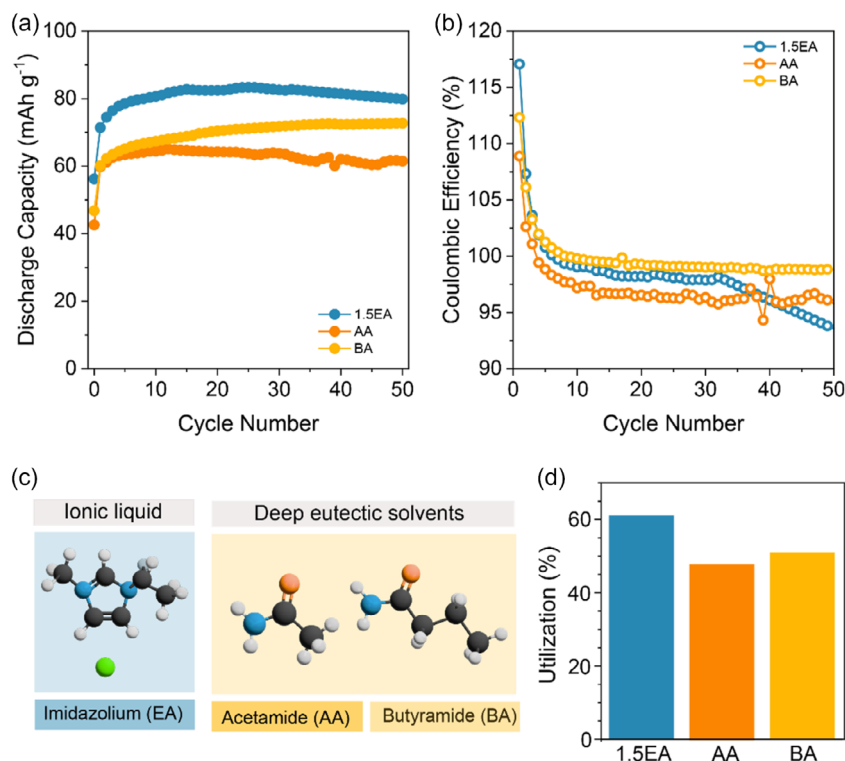 (a)
100
80
60
40
20
0
Discharge Capacity (mAh g⁻¹)
1.5EA
AA
BA
0 10 20 30 40 50
Cycle Number
(b)
120
115
110
105
100
95
90
Coulombic Efficiency (%)
1.5EA
AA
BA
0 10 20 30 40 50
Cycle Number
(c)
Ionic liquid
Deep eutectic solvents
Imidazolium (EA)
Acetamide (AA)
Butyramide (BA)
(d)
60
40
20
0
Utilization (%)
1.5EA AA BA